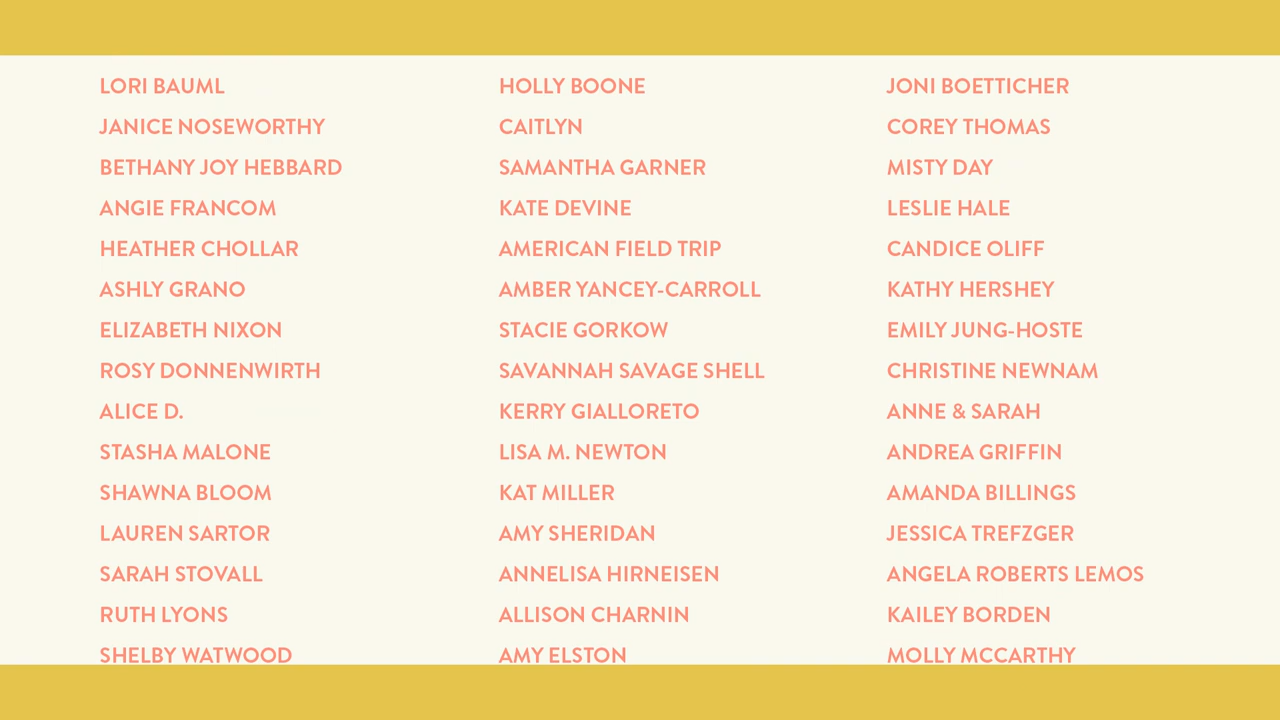 LORI BAUML
JANICE NOSEWORTHY
BETHANY JOY HEBBARD
ANGIE FRANCOM
HEATHER CHOLLAR
ASHLY GRANO
ELIZABETH NIXON
ROSY DONNENWIRTH
ALICE D.
STASHA MALONE
SHAWNA BLOOM
LAUREN SARTOR
SARAH STOVALL
RUTH LYONS
SHELBY WATWOOD
HOLLY BOONE
CAITLYN
SAMANTHA GARNER
KATE DEVINE
AMERICAN FIELD TRIP
AMBER YANCEY-CARROLL
STACIE GORKOW
SAVANNAH SAVAGE SHELL
KERRY GIALLORETO
LISA M. NEWTON
KAT MILLER
AMY SHERIDAN
ANNELISA HIRNEISEN
ALLISON CHARNIN
AMY ELSTON
JONI BOETTICHER
COREY THOMAS
MISTY DAY
LESLIE HALE
CANDICE OLIFF
KATHY HERSHEY
EMILY JUNG-HOSTE
CHRISTINE NEWNAM
ANNE & SARAH
ANDREA GRIFFIN
AMANDA BILLINGS
JESSICA TREFZGER
ANGELA ROBERTS LEMOS
KAILEY BORDEN
MOLLY MCCARTHY